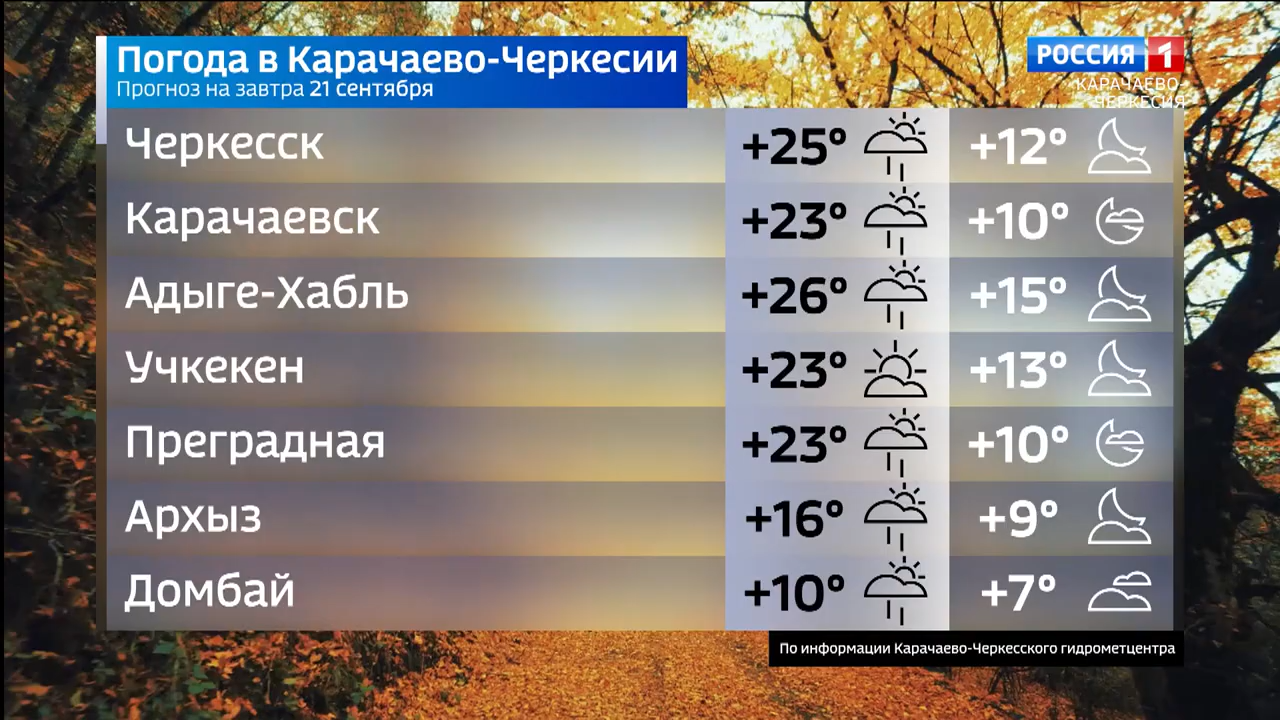 Погода в Карачаево-Черкесии
Прогноз на завтра 21 сентября
РОССИЯ 1
КАРАЧАЕВО-
ЧЕРКЕСИЯ
Черкесск +25° +12°
Карачаевск +23° +10°
Адыге-Хабль +26° +15°
Учкекен +23° +13°
Преградная +23° +10°
Архыз +16° +9°
Домбай +10° +7°
По информации Карачаево-Черкесского гидрометцентра